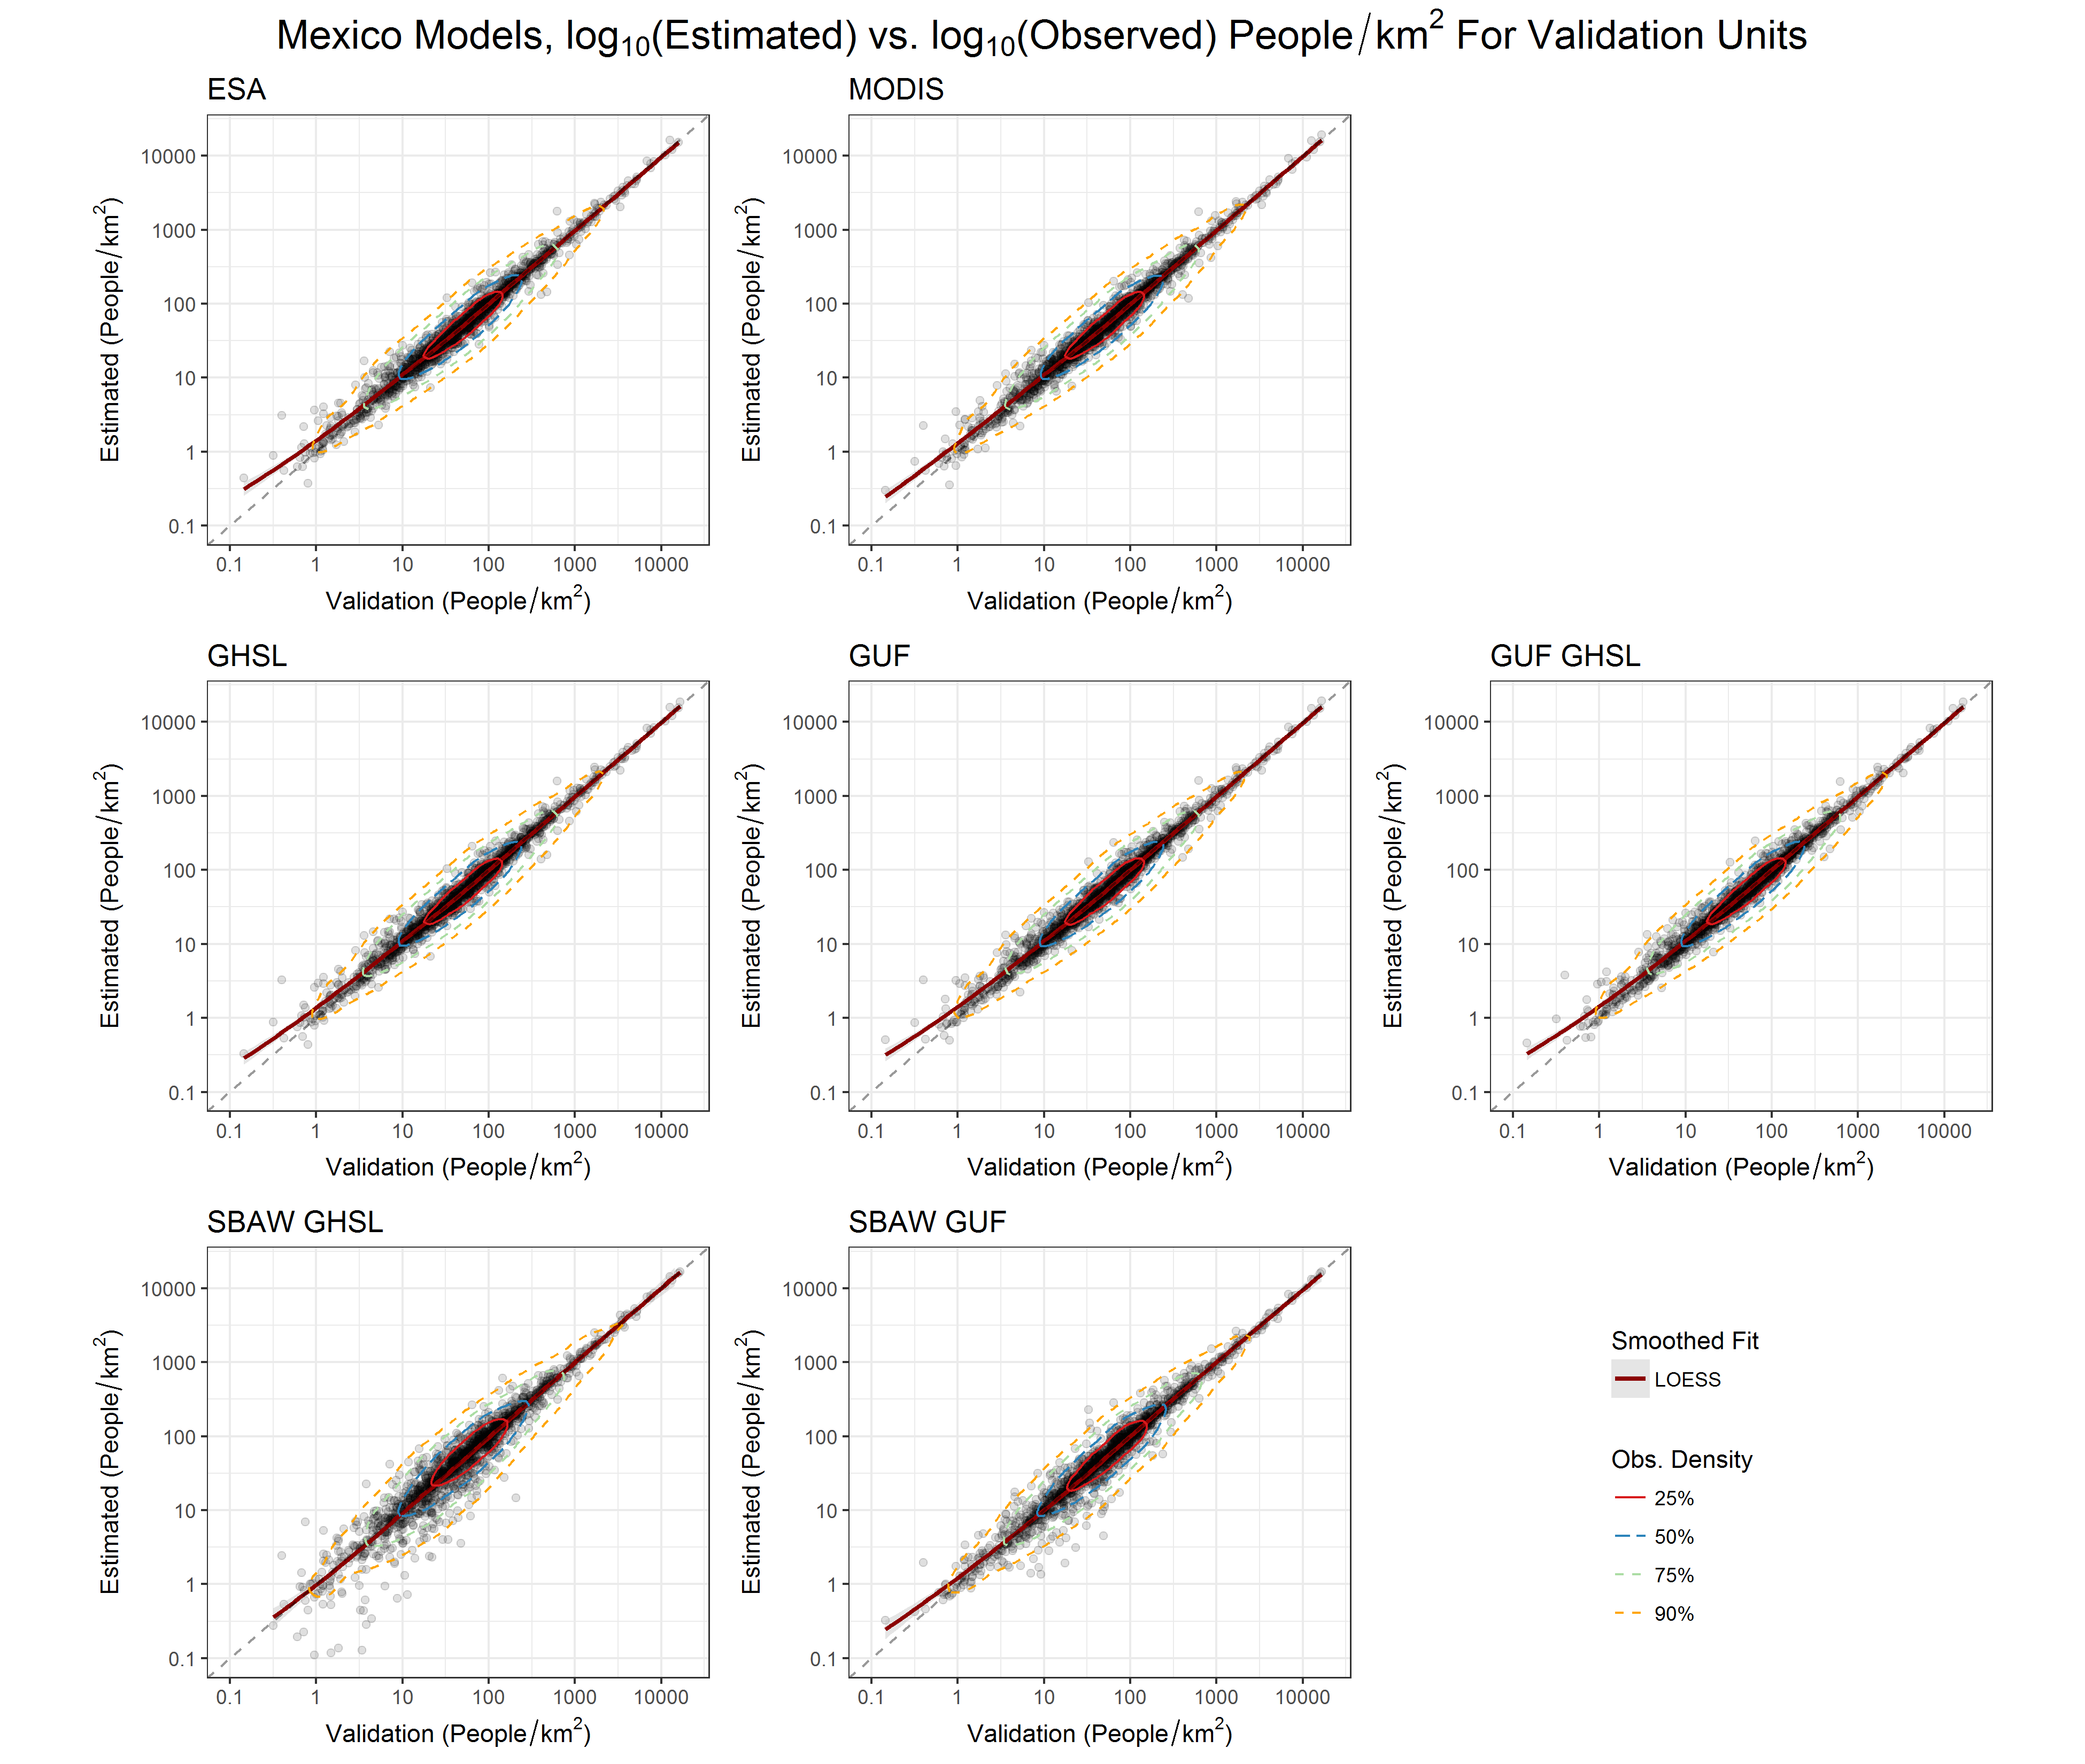 Mexico Models, log₁₀(Estimated) vs. log₁₀(Observed) People/km² For Validation Units
ESA
10000
1000
100
10
1
0.1
Estimated (People/km²)
0.1 1 10 100 1000 10000
Validation (People/km²)
MODIS
10000
1000
100
10
1
0.1
Estimated (People/km²)
0.1 1 10 100 1000 10000
Validation (People/km²)
GHSL
10000
1000
100
10
1
0.1
Estimated (People/km²)
0.1 1 10 100 1000 10000
Validation (People/km²)
GUF
10000
1000
100
10
1
0.1
Estimated (People/km²)
0.1 1 10 100 1000 10000
Validation (People/km²)
GUF GHSL
10000
1000
100
10
1
0.1
Estimated (People/km²)
0.1 1 10 100 1000 10000
Validation (People/km²)
SBAW GHSL
10000
1000
100
10
1
0.1
Estimated (People/km²)
0.1 1 10 100 1000 10000
Validation (People/km²)
SBAW GUF
10000
1000
100
10
1
0.1
Estimated (People/km²)
0.1 1 10 100 1000 10000
Validation (People/km²)
Smoothed Fit
LOESS
Obs. Density
25%
50%
75%
90%